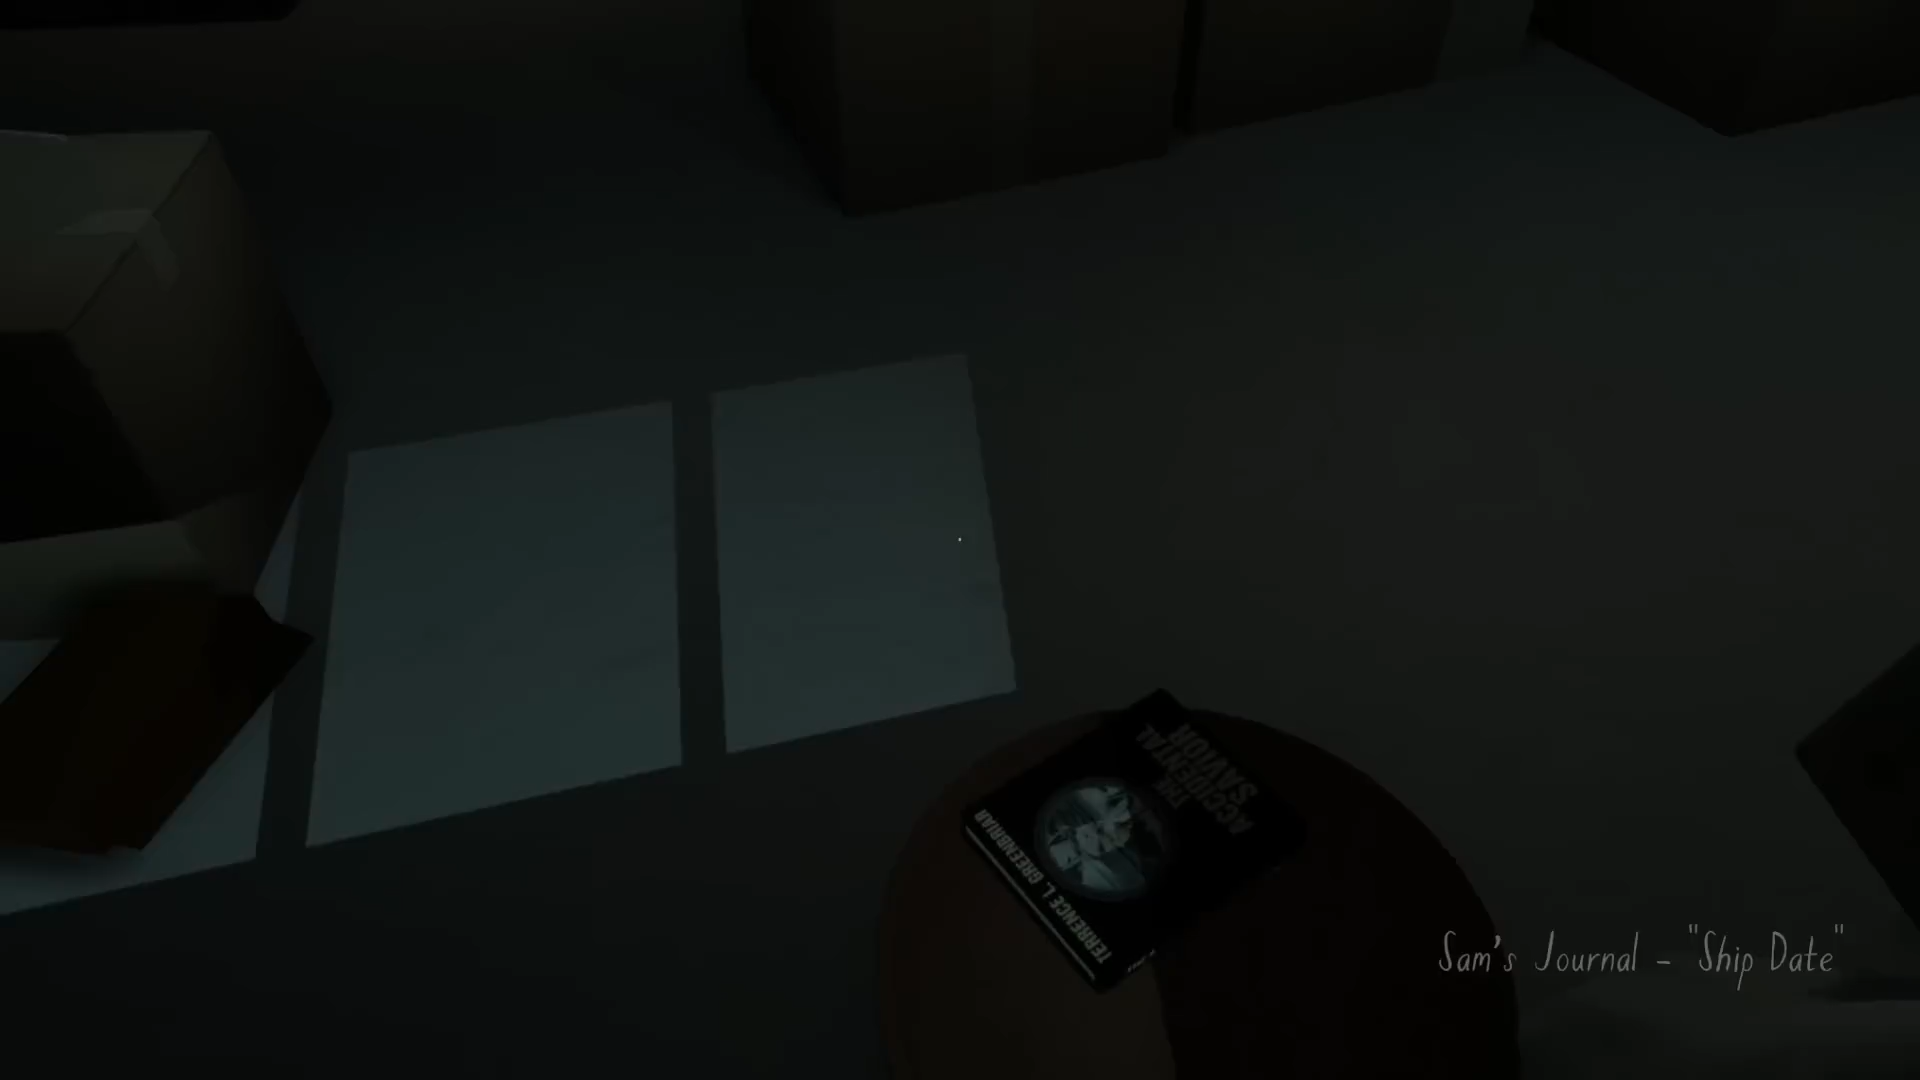 THE
ACCIDENTAL
SAVIOR
TERRENCE L. GREENBRIAR
Sam's Journal - "Ship Date"